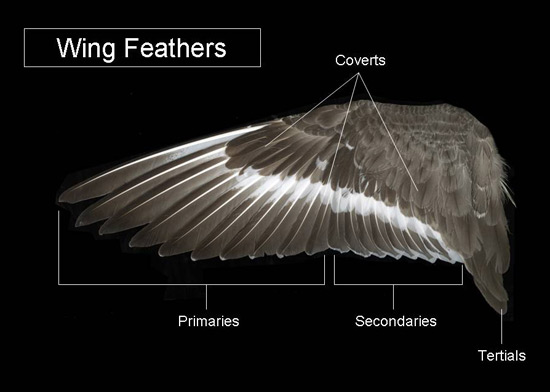 Wing Feathers
Coverts
Primaries
Secondaries
Tertials